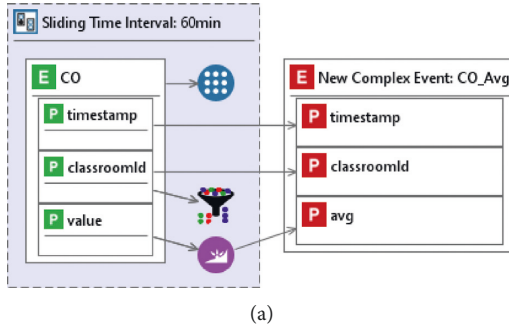 Sliding Time Interval: 60min
E CO
P timestamp
P classroomId
P value
E New Complex Event: CO_Avg
P timestamp
P classroomId
P avg
(a)